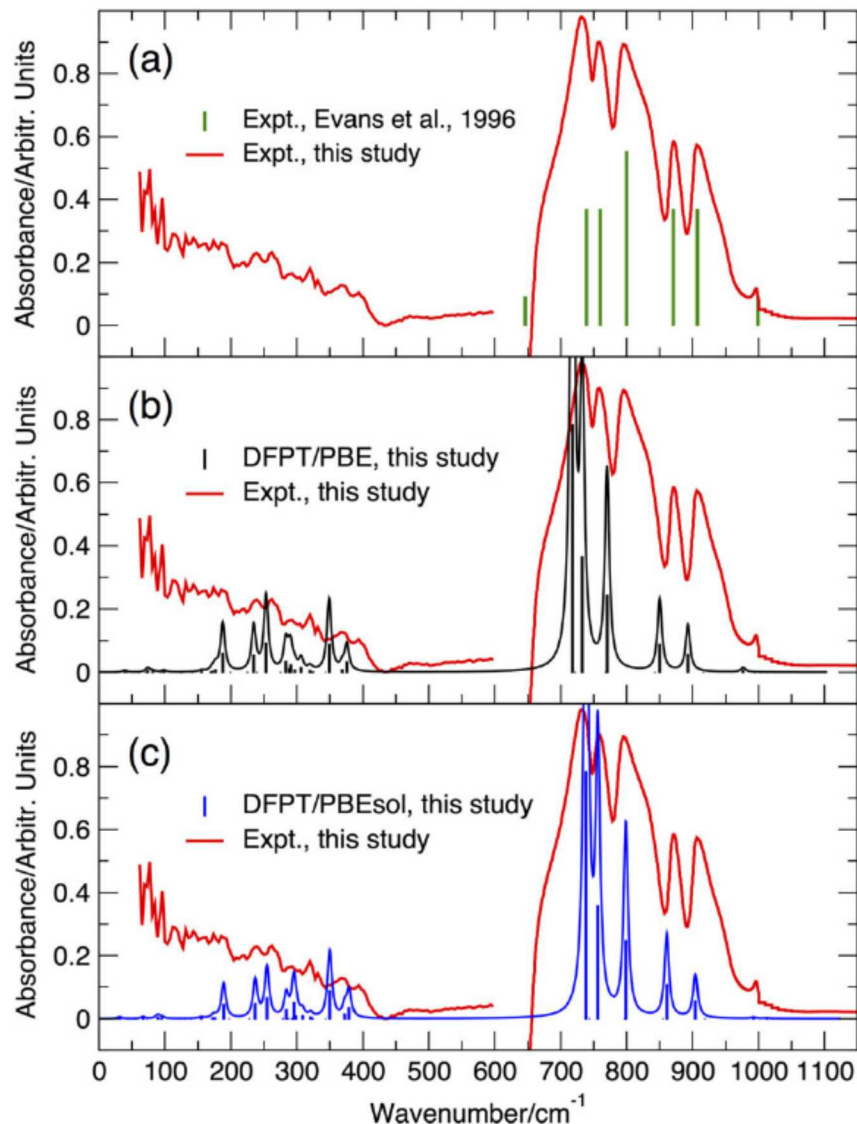 (a)
Absorbance/Arbitr. Units
0.8
0.6
0.4
0.2
0
Expt., Evans et al., 1996
Expt., this study
(b)
Absorbance/Arbitr. Units
0.8
0.6
0.4
0.2
0
DFPT/PBE, this study
Expt., this study
(c)
Absorbance/Arbitr. Units
0.8
0.6
0.4
0.2
0
DFPT/PBEsol, this study
Expt., this study
0 100 200 300 400 500 600 700 800 900 1000 1100
Wavenumber/cm⁻¹